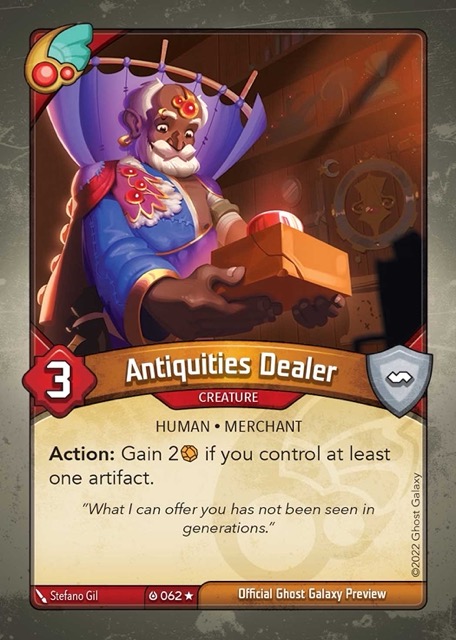 3
Antiquities Dealer
CREATURE
HUMAN • MERCHANT
Action: Gain 2 if you control at least
one artifact.
"What I can offer you has not been seen in
generations."
©2022 Ghost Galaxy
Stefano Gil
062★
Official Ghost Galaxy Preview